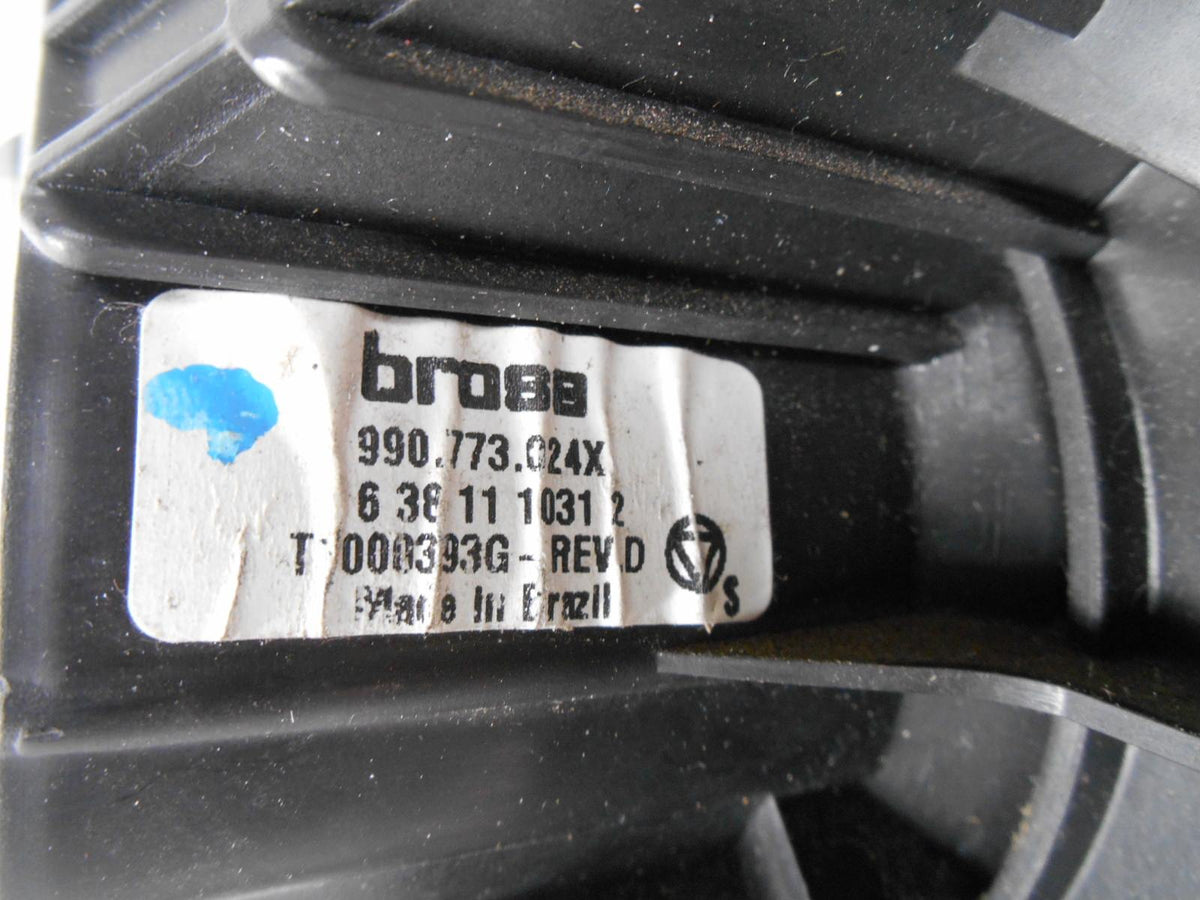 brose
990.773.024X
6 38 11 1031 2
T 000393G - REV.D
Made In Brazil
S